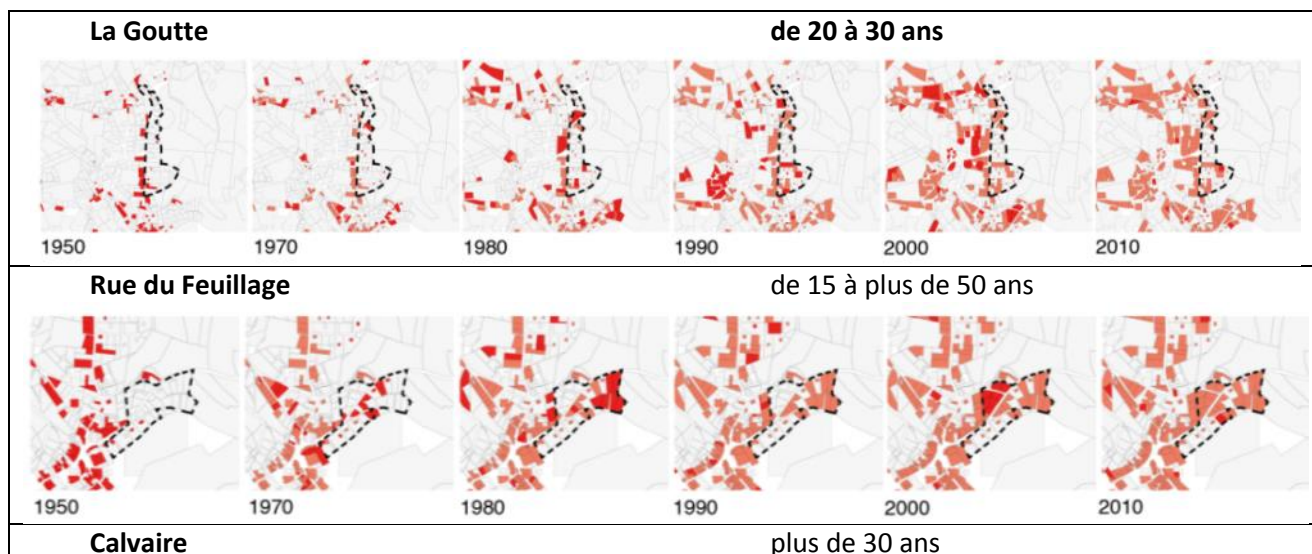 La Goutte de 20 à 30 ans
1950 1970 1980 1990 2000 2010
Rue du Feuillage de 15 à plus de 50 ans
1950 1970 1980 1990 2000 2010
Calvaire plus de 30 ans